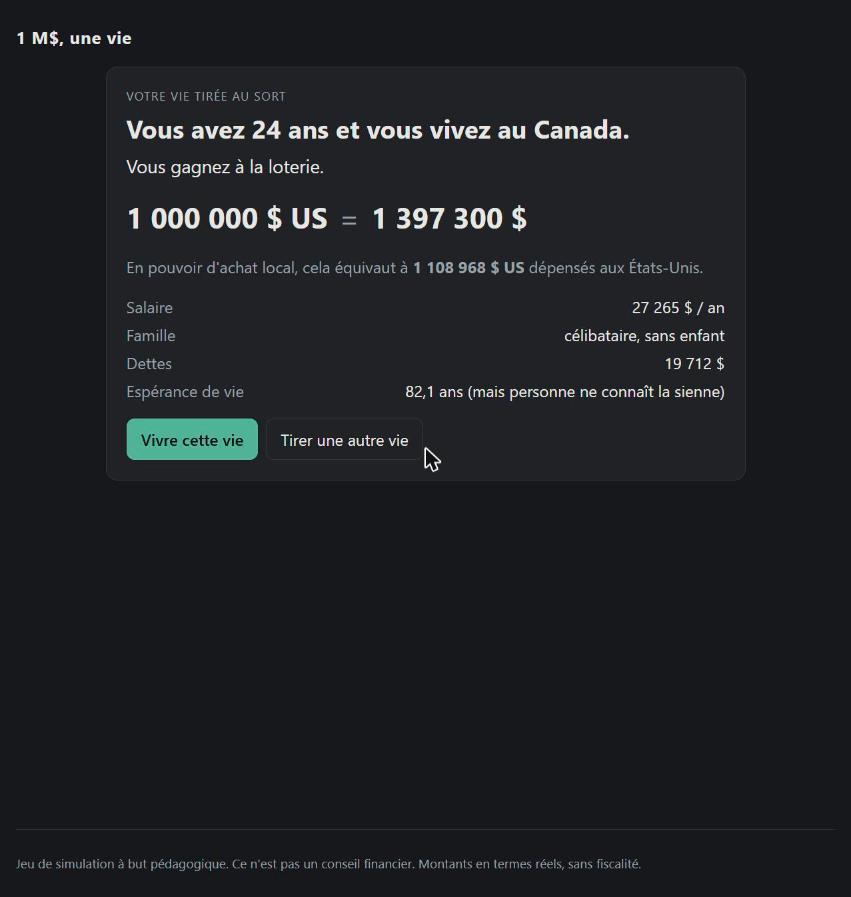 1 M$, une vie
VOTRE VIE TIRÉE AU SORT
Vous avez 24 ans et vous vivez au Canada.
Vous gagnez à la loterie.
1 000 000 $ US = 1 397 300 $
En pouvoir d'achat local, cela équivaut à 1 108 968 $ US dépensés aux États-Unis.
Salaire 27 265 $ / an
Famille célibataire, sans enfant
Dettes 19 712 $
Espérance de vie 82,1 ans (mais personne ne connaît la sienne)
Vivre cette vie Tirer une autre vie
Jeu de simulation à but pédagogique. Ce n'est pas un conseil financier. Montants en termes réels, sans fiscalité.